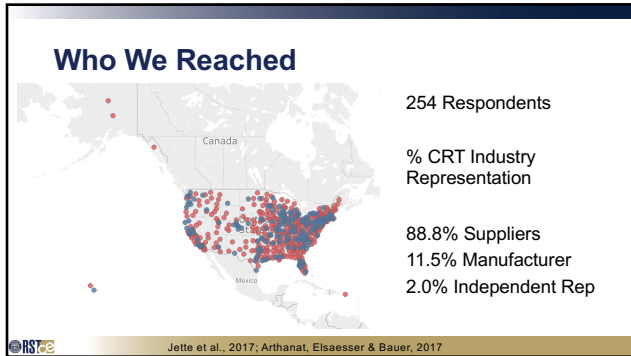 Who We Reached
Canada
Mexico
254 Respondents
% CRT Industry
Representation
88.8% Suppliers
11.5% Manufacturer
2.0% Independent Rep
RSTce
Jette et al., 2017; Arthanat, Elsaesser & Bauer, 2017